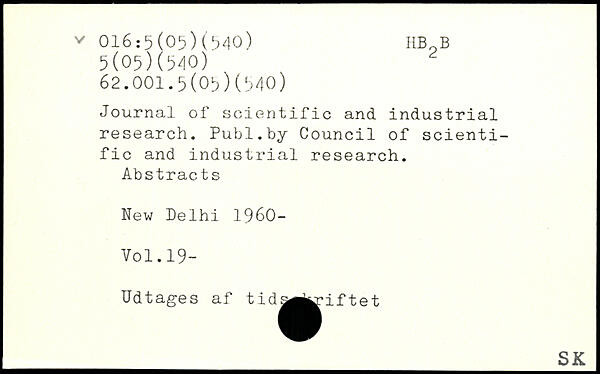 016:5(05)(540) HB2B
5(05)(540)
62.001.5(05)(540)
Journal of scientific and industrial
research. Publ.by Council of scienti-
fic and industrial research.
Abstracts
New Delhi 1960-
Vol.19-
Udtages af tidsskriftet
SK